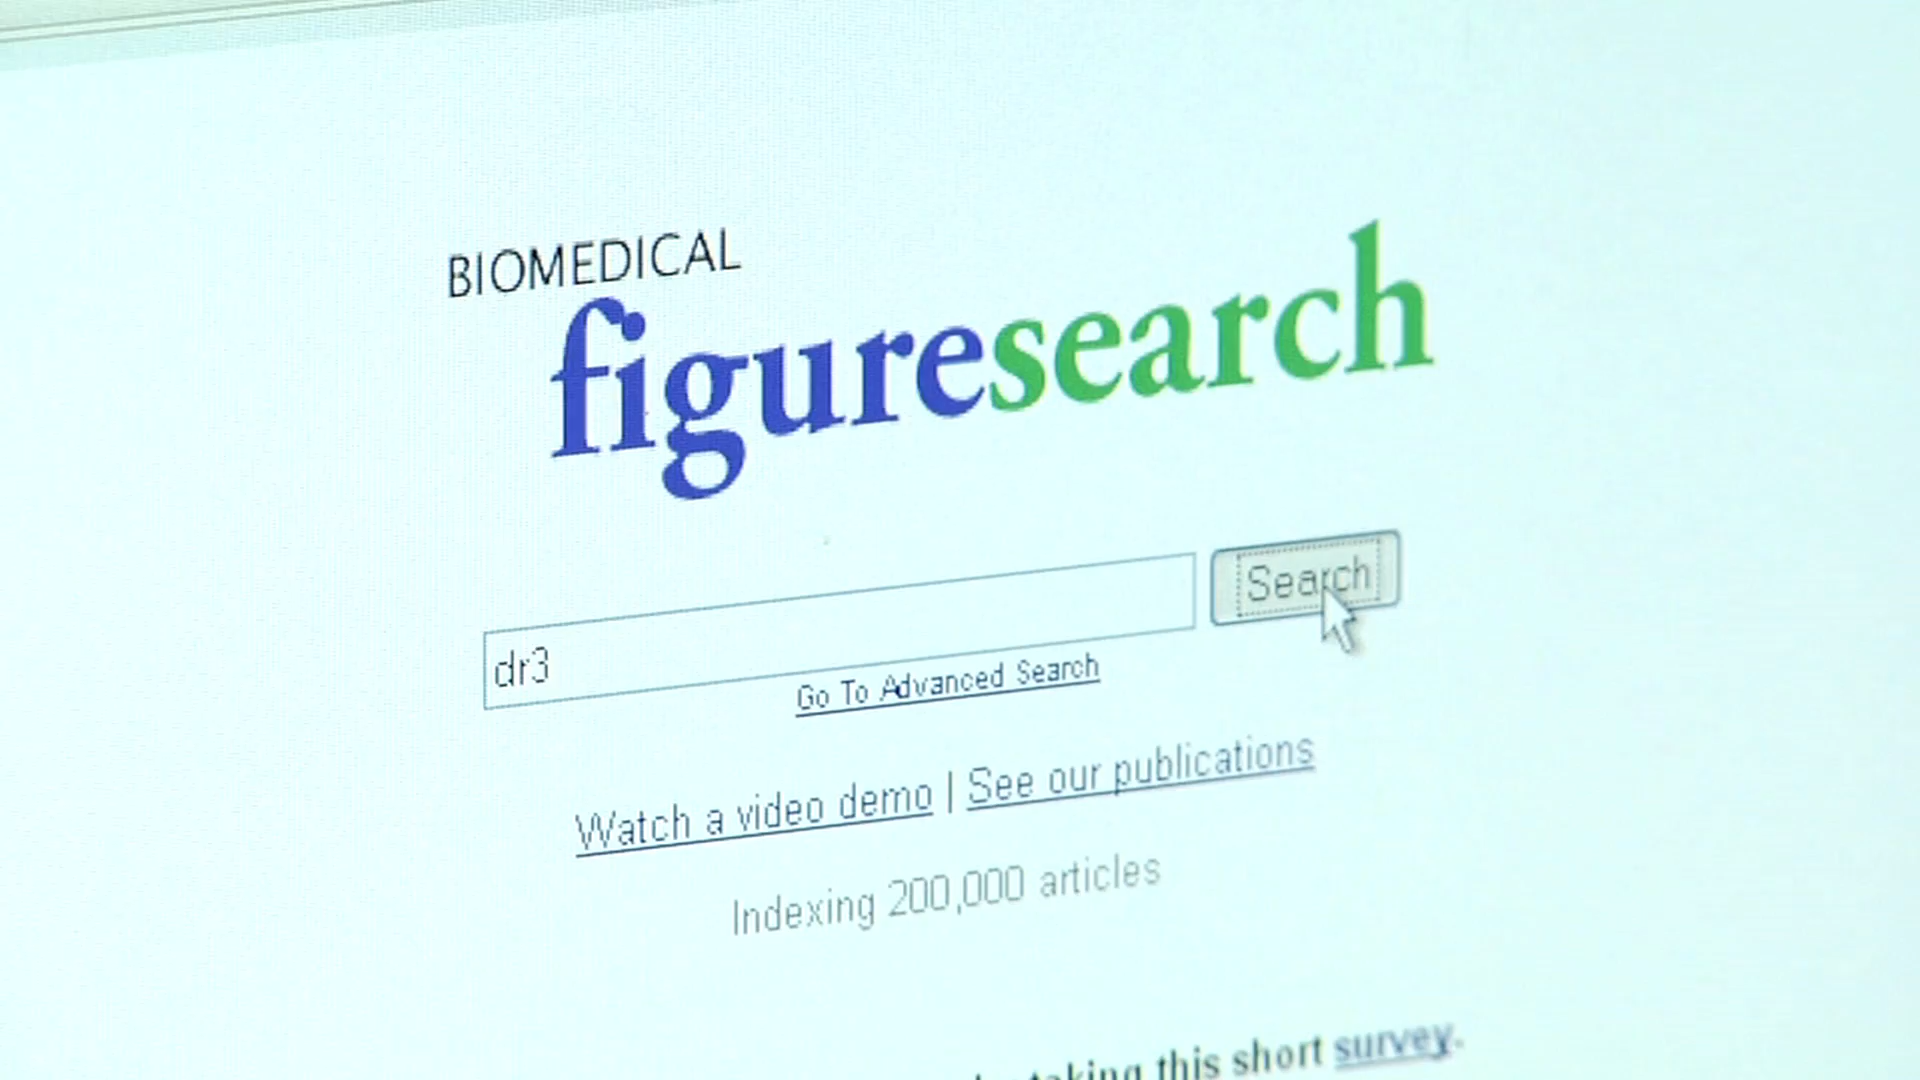 BIOMEDICAL
figuresearch
dr3
Search
Go To Advanced Search
Watch a video demo | See our publications
Indexing 200,000 articles
taking this short survey.